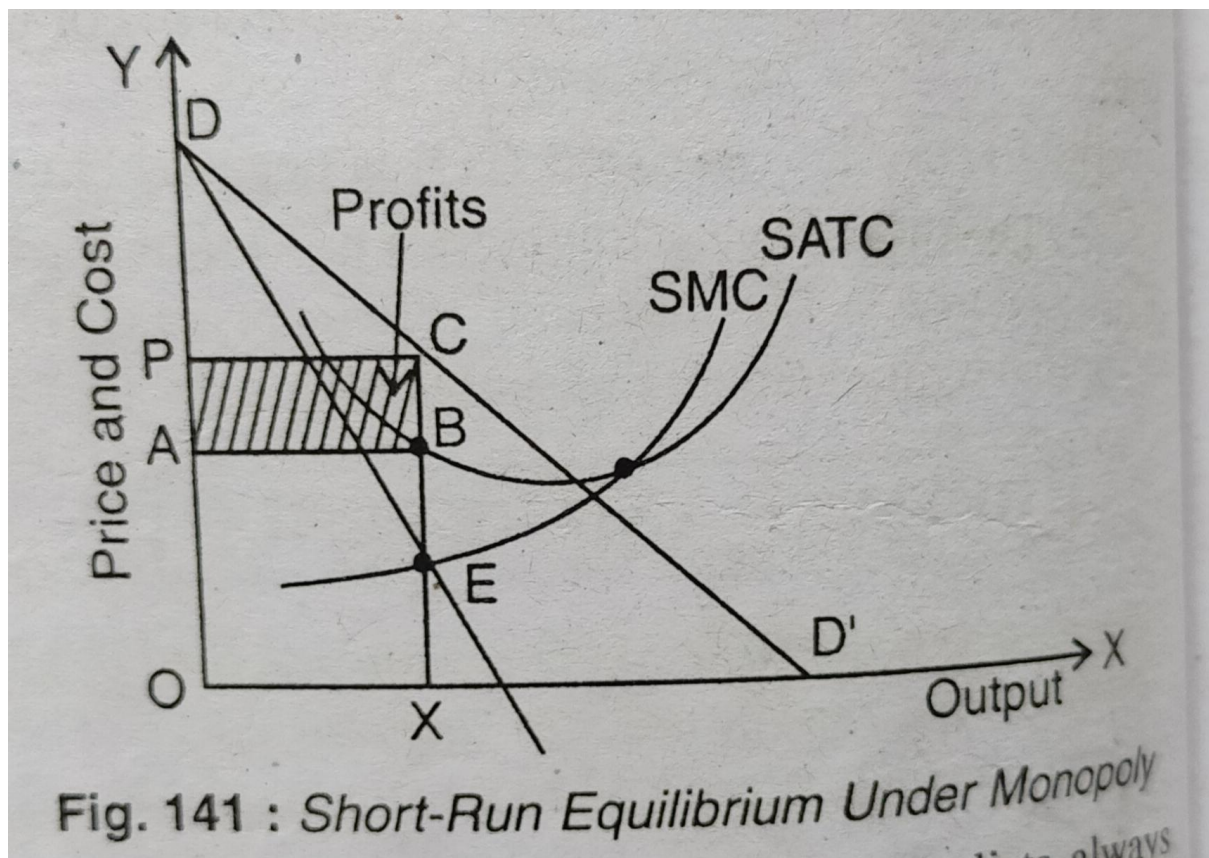 Y
D
Profits
SATC
SMC
Price and Cost
P
C
A
B
E
D'
O
X
X
Output
Fig. 141 : Short-Run Equilibrium Under Monopoly
always